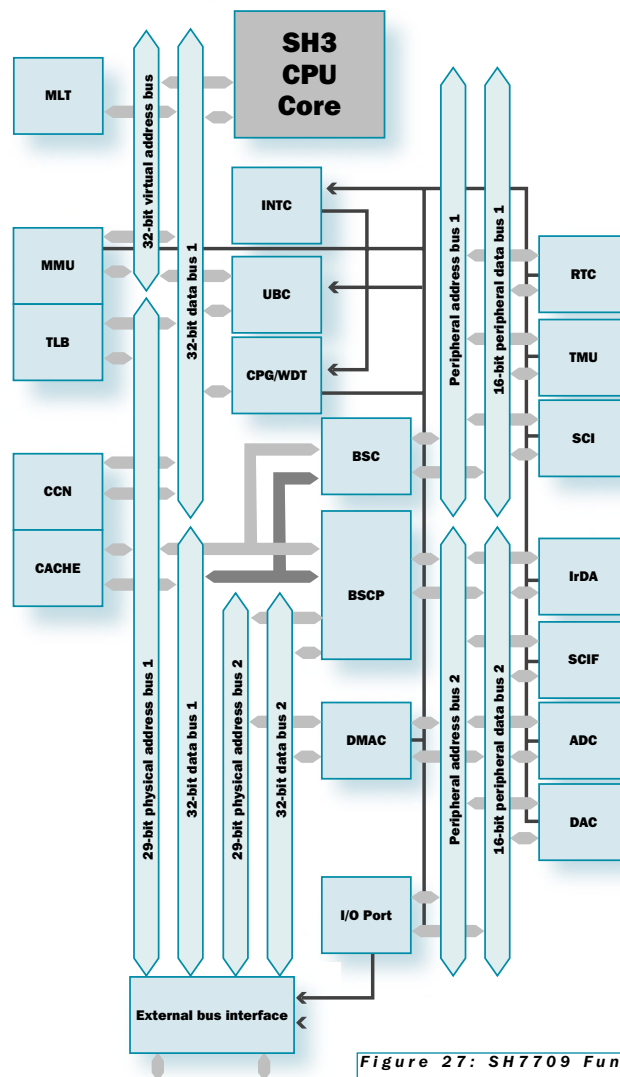 SH3
CPU
Core
MLT
32-bit virtual address bus
32-bit data bus 1
INTC
Peripheral address bus 1
16-bit peripheral data bus 1
MMU
UBC
RTC
TLB
CPG/WDT
TMU
SCI
BSC
CCN
CACHE
BSCP
IrDA
SCIF
29-bit physical address bus 1
32-bit data bus 1
29-bit physical address bus 2
32-bit data bus 2
DMAC
Peripheral address bus 2
16-bit peripheral data bus 2
ADC
DAC
I/O Port
External bus interface
Figure 27: SH7709 Fun